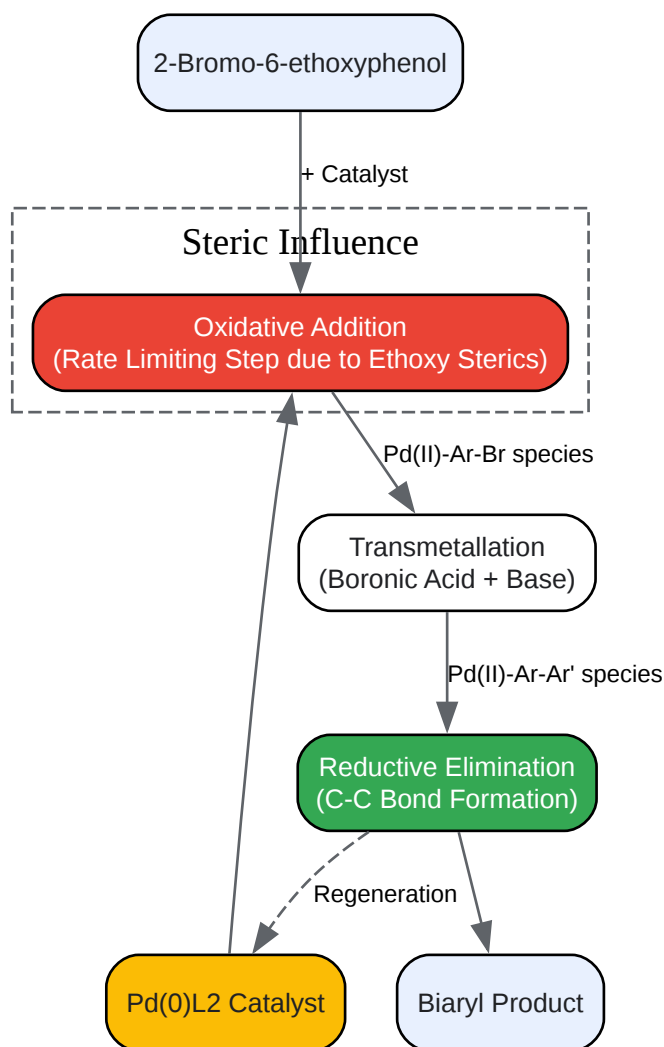 2-Bromo-6-ethoxyphenol
+ Catalyst
Steric Influence
Oxidative Addition
(Rate Limiting Step due to Ethoxy Sterics)
Pd(II)-Ar-Br species
Transmetallation
(Boronic Acid + Base)
Pd(II)-Ar-Ar' species
Reductive Elimination
(C-C Bond Formation)
Regeneration
Pd(0)L2 Catalyst
Biaryl Product